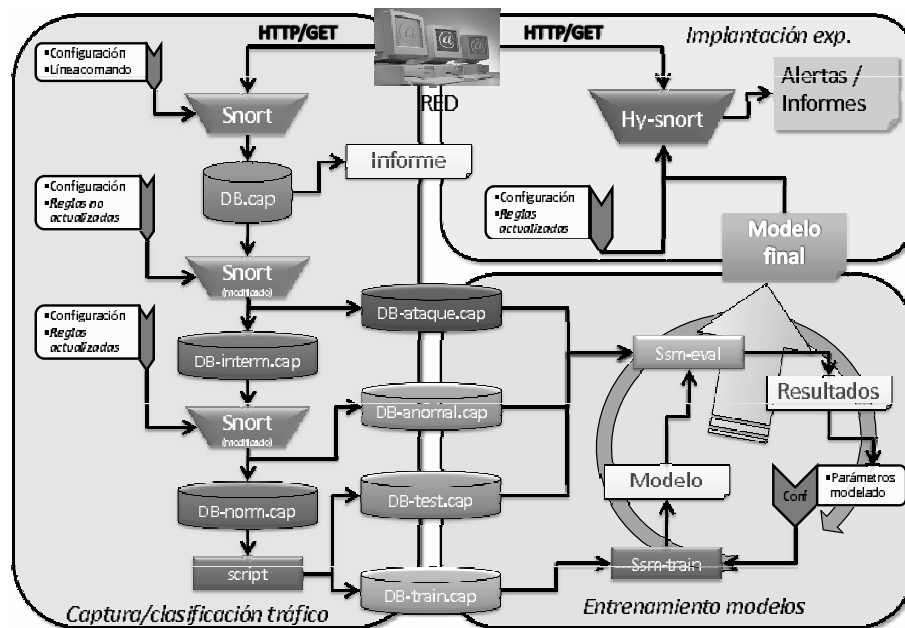 HTTP/GET
HTTP/GET
Implantación exp.
▪Configuración
▪Línea comando
RED
Snort
Hy-snort
Alertas /
Informes
Informe
DB.cap
▪Configuración
▪Reglas no
actualizadas
▪Configuración
▪Reglas
actualizadas
Snort
(modificado)
Modelo
final
▪Configuración
▪Reglas
actualizadas
DB-ataque.cap
DB-interm.cap
Ssm-eval
Resultados
Snort
(modificado)
DB-anomal.cap
DB-norm.cap
DB-test.cap
Modelo
Conf
▪Parámetros
modelado
script
DB-train.cap
Ssm-train
Captura/clasificación tráfico
Entrenamiento modelos